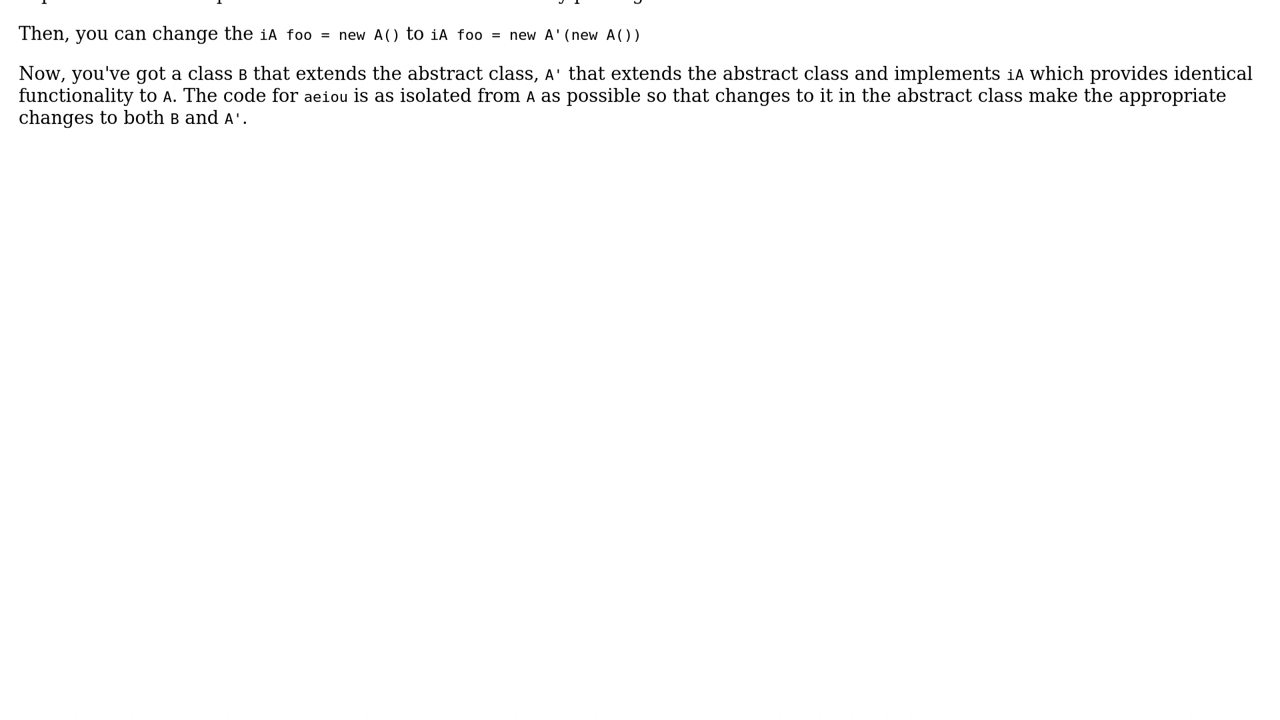 Then, you can change the iA foo = new A() to iA foo = new A'(new A())
Now, you've got a class B that extends the abstract class, A' that extends the abstract class and implements iA which provides identical
functionality to A. The code for aeiou is as isolated from A as possible so that changes to it in the abstract class make the appropriate
changes to both B and A'.